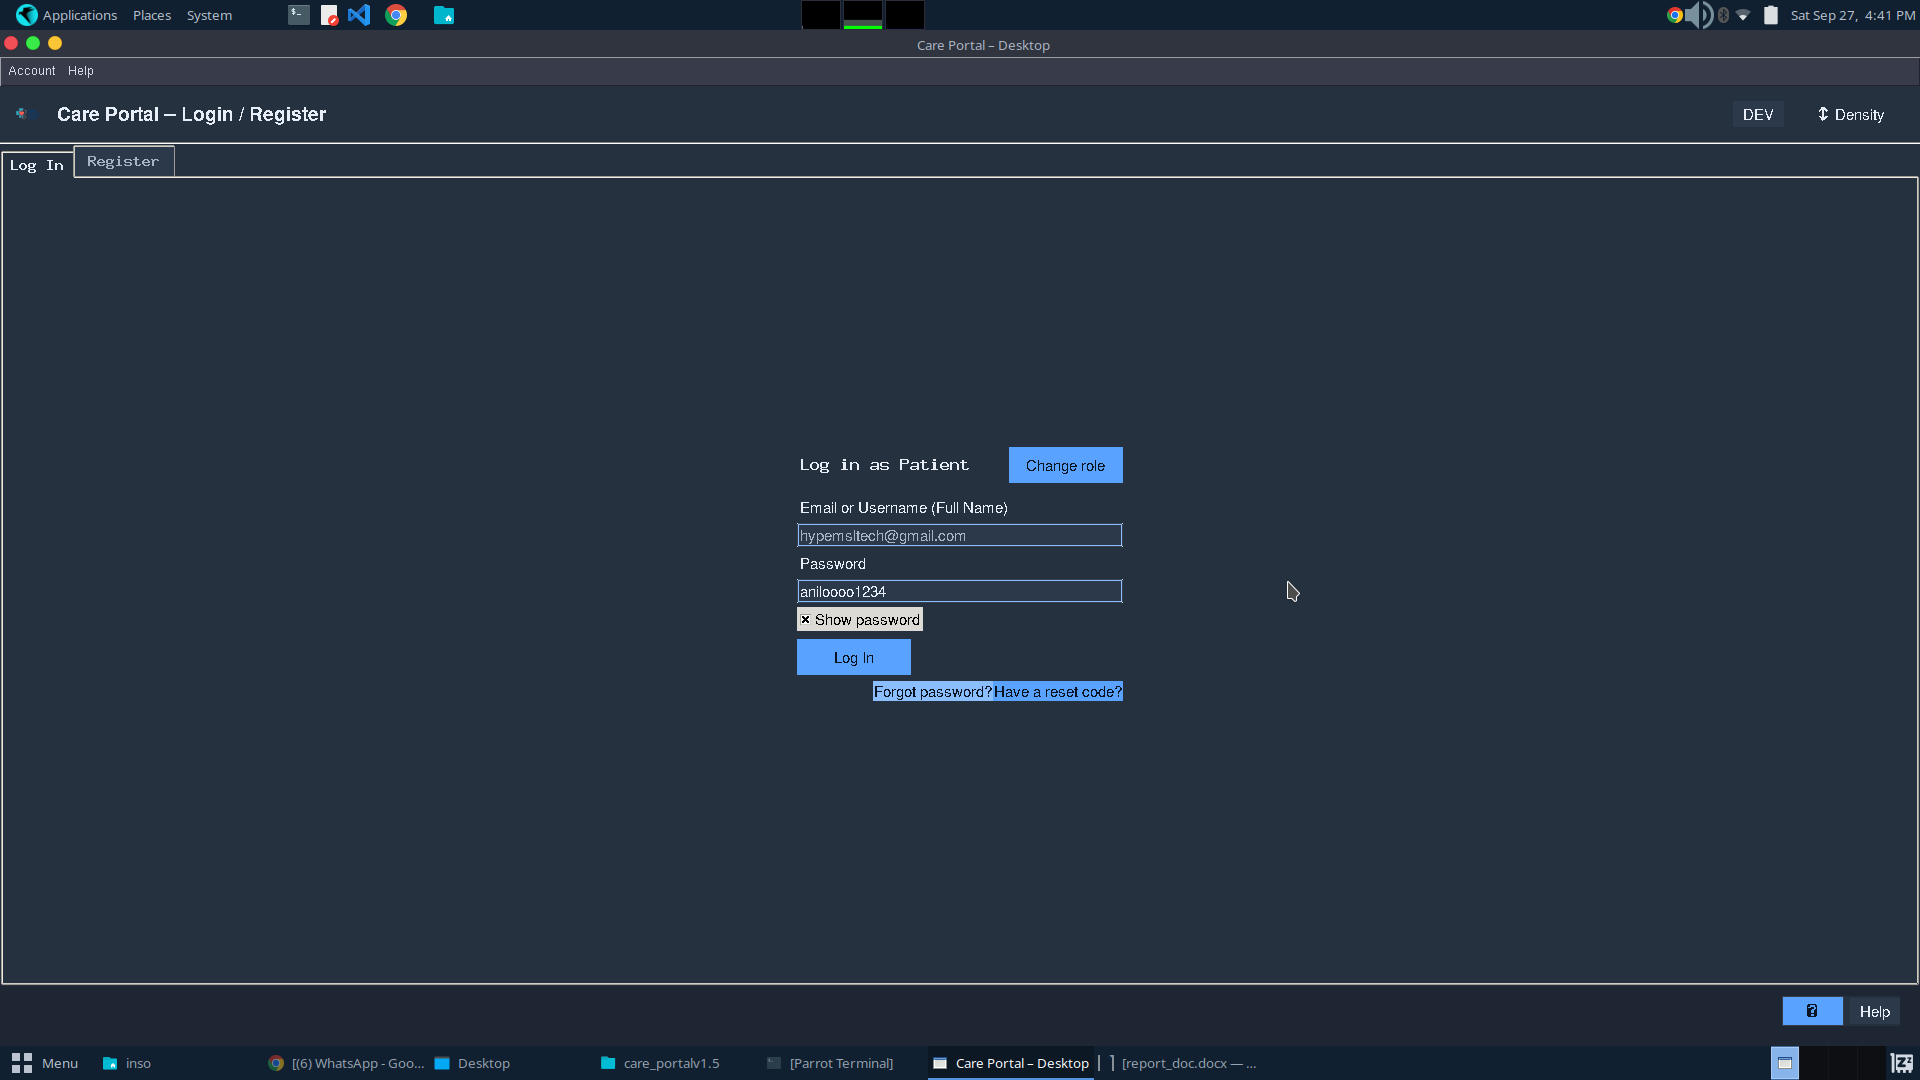 Applications Places System
Sat Sep 27, 4:41 PM
Care Portal – Desktop
Account Help
Care Portal – Login / Register
DEV
↕ Density
Log In
Register
Log in as Patient
Change role
Email or Username (Full Name)
hypemsltech@gmail.com
Password
aniloooo1234
Show password
Log In
Forgot password? Have a reset code?
?
Help
Menu
inso
[(6) WhatsApp - Goo...
Desktop
care_portalv1.5
[Parrot Terminal]
Care Portal – Desktop
[report_doc.docx — ...